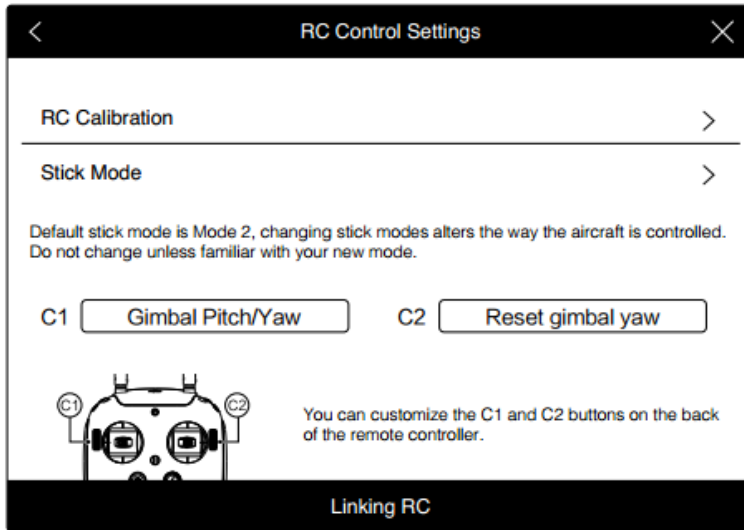 RC Control Settings
RC Calibration
Stick Mode
Default stick mode is Mode 2, changing stick modes alters the way the aircraft is controlled.
Do not change unless familiar with your new mode.
C1 Gimbal Pitch/Yaw C2 Reset gimbal yaw
C1 C2
You can customize the C1 and C2 buttons on the back
of the remote controller.
Linking RC